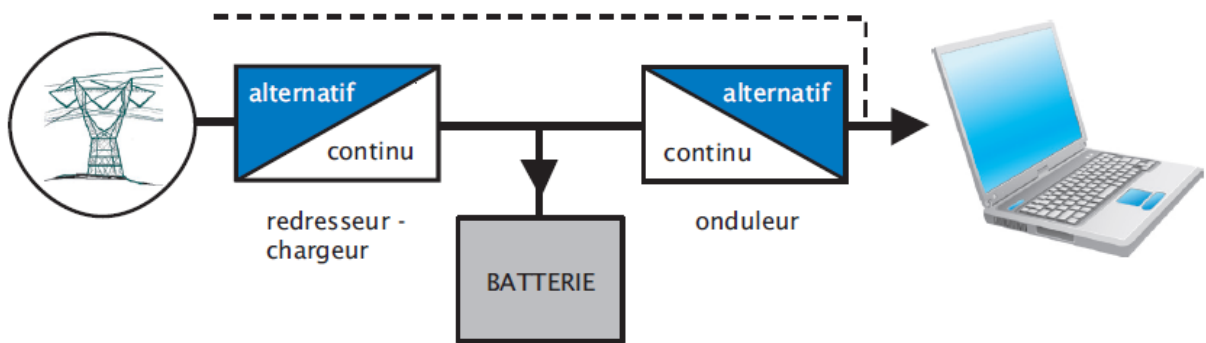 alternatif
continu
redresseur -
chargeur
BATTERIE
alternatif
continu
onduleur